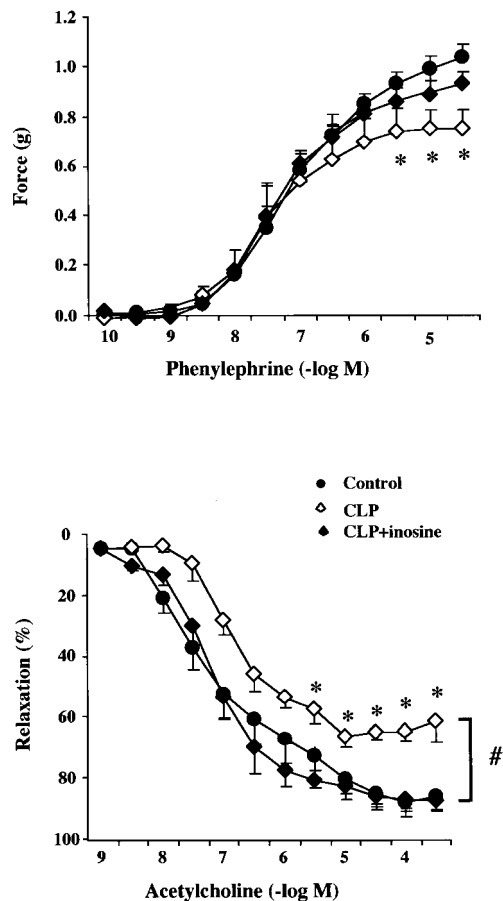 1.2
1.0
0.8
0.6
0.4
0.2
0.0
Force (g)
* * *
10 9 8 7 6 5
Phenylephrine (-log M)
Control
CLP
CLP+inosine
0
20
40
60
80
100
Relaxation (%)
* * * * *
#
9 8 7 6 5 4
Acetylcholine (-log M)